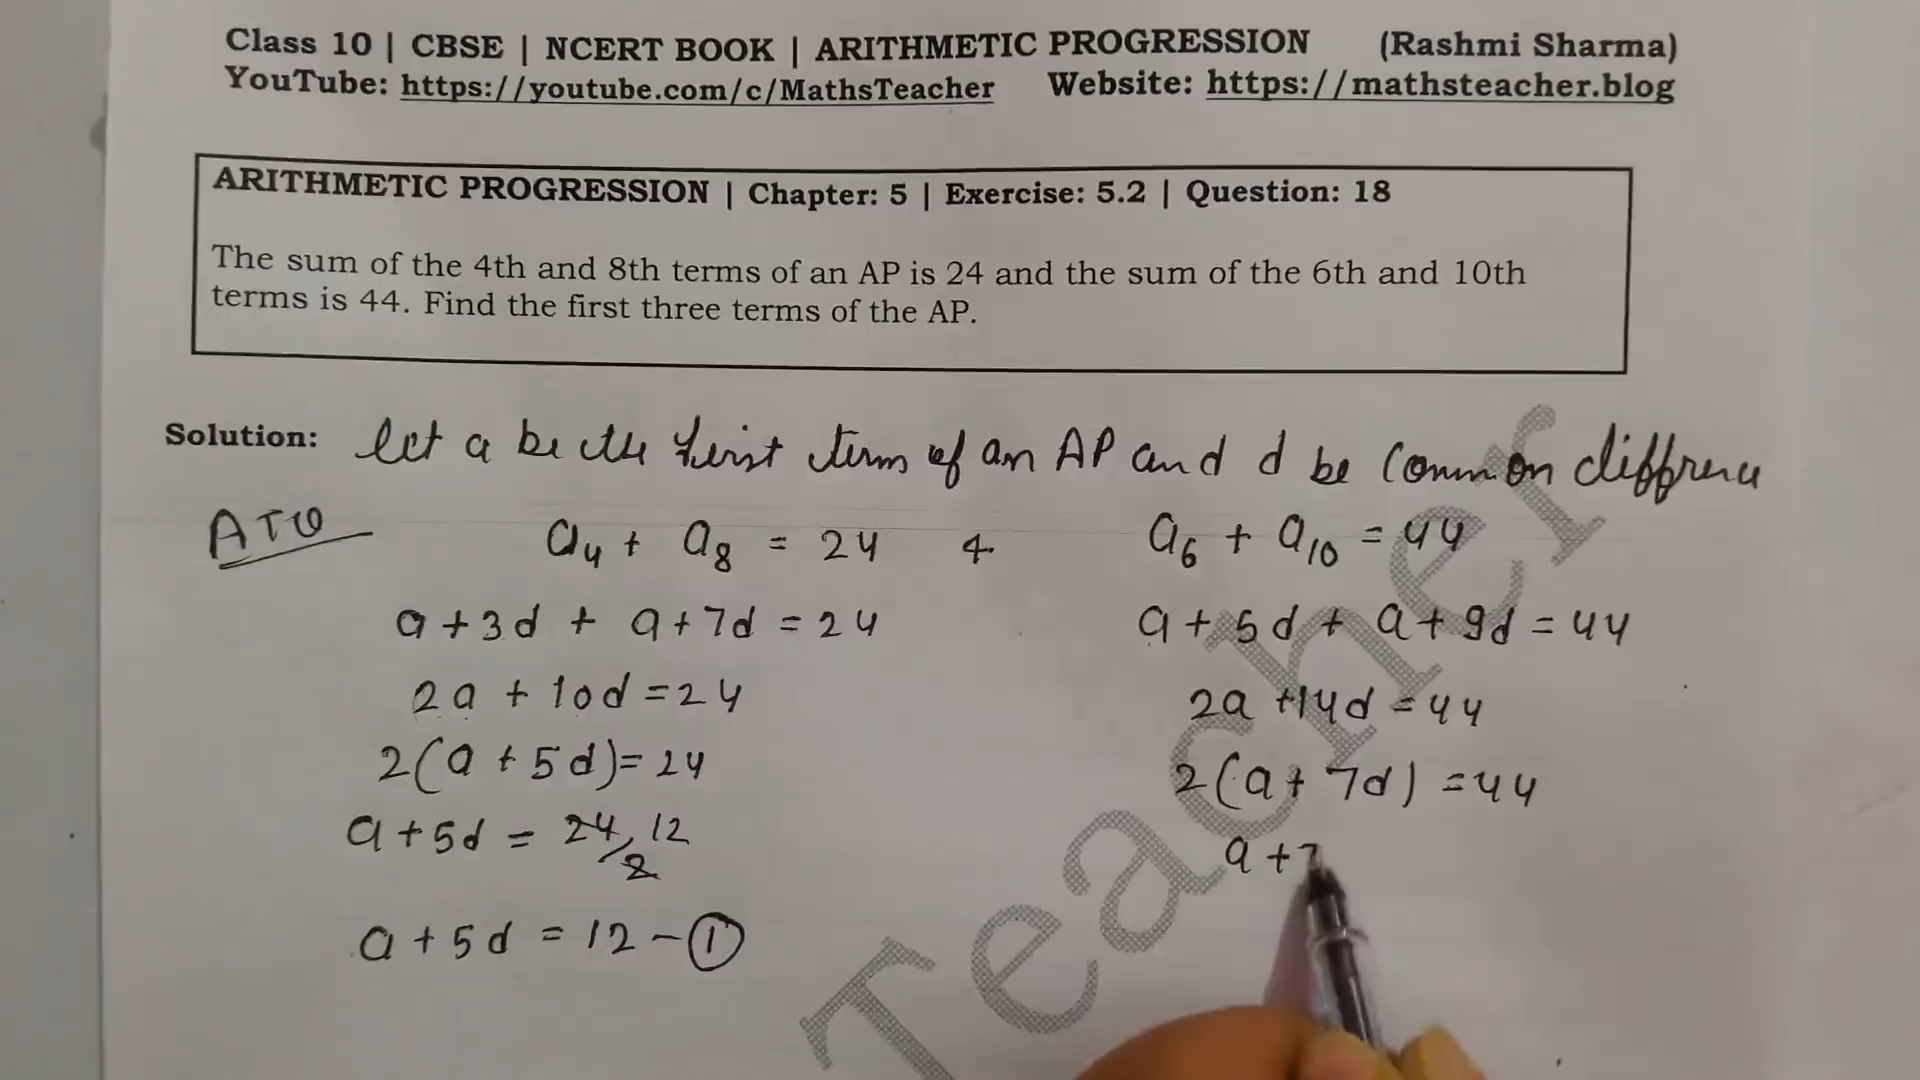 Class 10 | CBSE | NCERT BOOK | ARITHMETIC PROGRESSION (Rashmi Sharma)
YouTube: https://youtube.com/c/MathsTeacher Website: https://mathsteacher.blog
ARITHMETIC PROGRESSION | Chapter: 5 | Exercise: 5.2 | Question: 18
The sum of the 4th and 8th terms of an AP is 24 and the sum of the 6th and 10th
terms is 44. Find the first three terms of the AP.
Solution: let a be the first term of an AP and d be common difference
ATQ a₄ + a₈ = 24 & a₆ + a₁₀ = 44
a + 3d + a + 7d = 24 a + 5d + a + 9d = 44
2a + 10d = 24 2a + 14d = 44
2(a + 5d) = 24 2(a + 7d) = 44
a + 5d = 24/2 12 a + 7
a + 5d = 12 - ①
Teacher